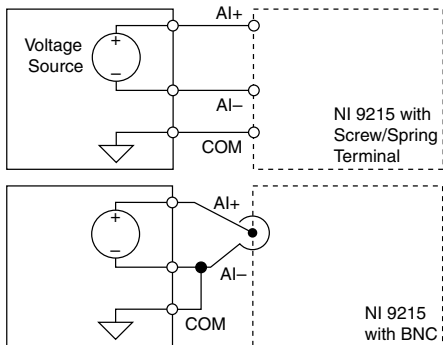 AI+
Voltage
Source
+
–
AI–
COM
NI 9215 with
Screw/Spring
Terminal
+
–
AI+
AI–
COM
NI 9215
with BNC